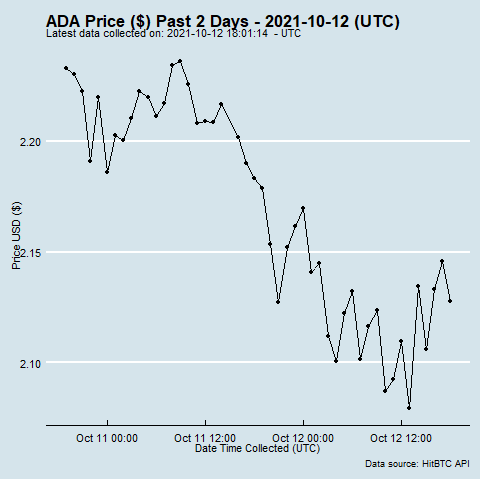 ADA Price ($) Past 2 Days - 2021-10-12 (UTC)
Latest data collected on: 2021-10-12 18:01:14 - UTC
Price USD ($)
2.20
2.15
2.10
Oct 11 00:00
Oct 11 12:00
Oct 12 00:00
Oct 12 12:00
Date Time Collected (UTC)
Data source: HitBTC API